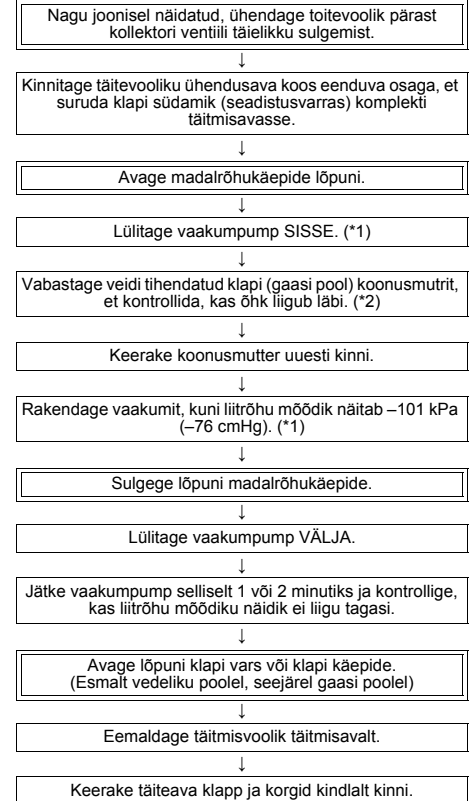 Nagu joonisel näidatud, ühendage toitevoolik pärast
kollektori ventiili täielikku sulgemist.
↓
Kinnitage täitevooliku ühendusava koos eenduva osaga, et
suruda klapi südamik (seadistusvarras) komplekti
täitmisavasse.
↓
Avage madalrõhukäepide lõpuni.
↓
Lülitage vaakumpump SISSE. (*1)
↓
Vabastage veidi tihendatud klapi (gaasi pool) koonusmutrit,
et kontrollida, kas õhk liigub läbi. (*2)
↓
Keerake koonusmutter uuesti kinni.
↓
Rakendage vaakumit, kuni liitrõhu mõõdik näitab –101 kPa
(–76 cmHg). (*1)
↓
Sulgege lõpuni madalrõhukäepide.
↓
Lülitage vaakumpump VÄLJA.
↓
Jätke vaakumpump selliselt 1 või 2 minutiks ja kontrollige,
kas liitrõhu mõõdiku näidik ei liigu tagasi.
↓
Avage lõpuni klapi vars või klapi käepide.
(Esmalt vedeliku poolel, seejärel gaasi poolel)
↓
Eemaldage täitmisvoolik täitmisavalt.
↓
Keerake täiteava klapp ja korgid kindlalt kinni.